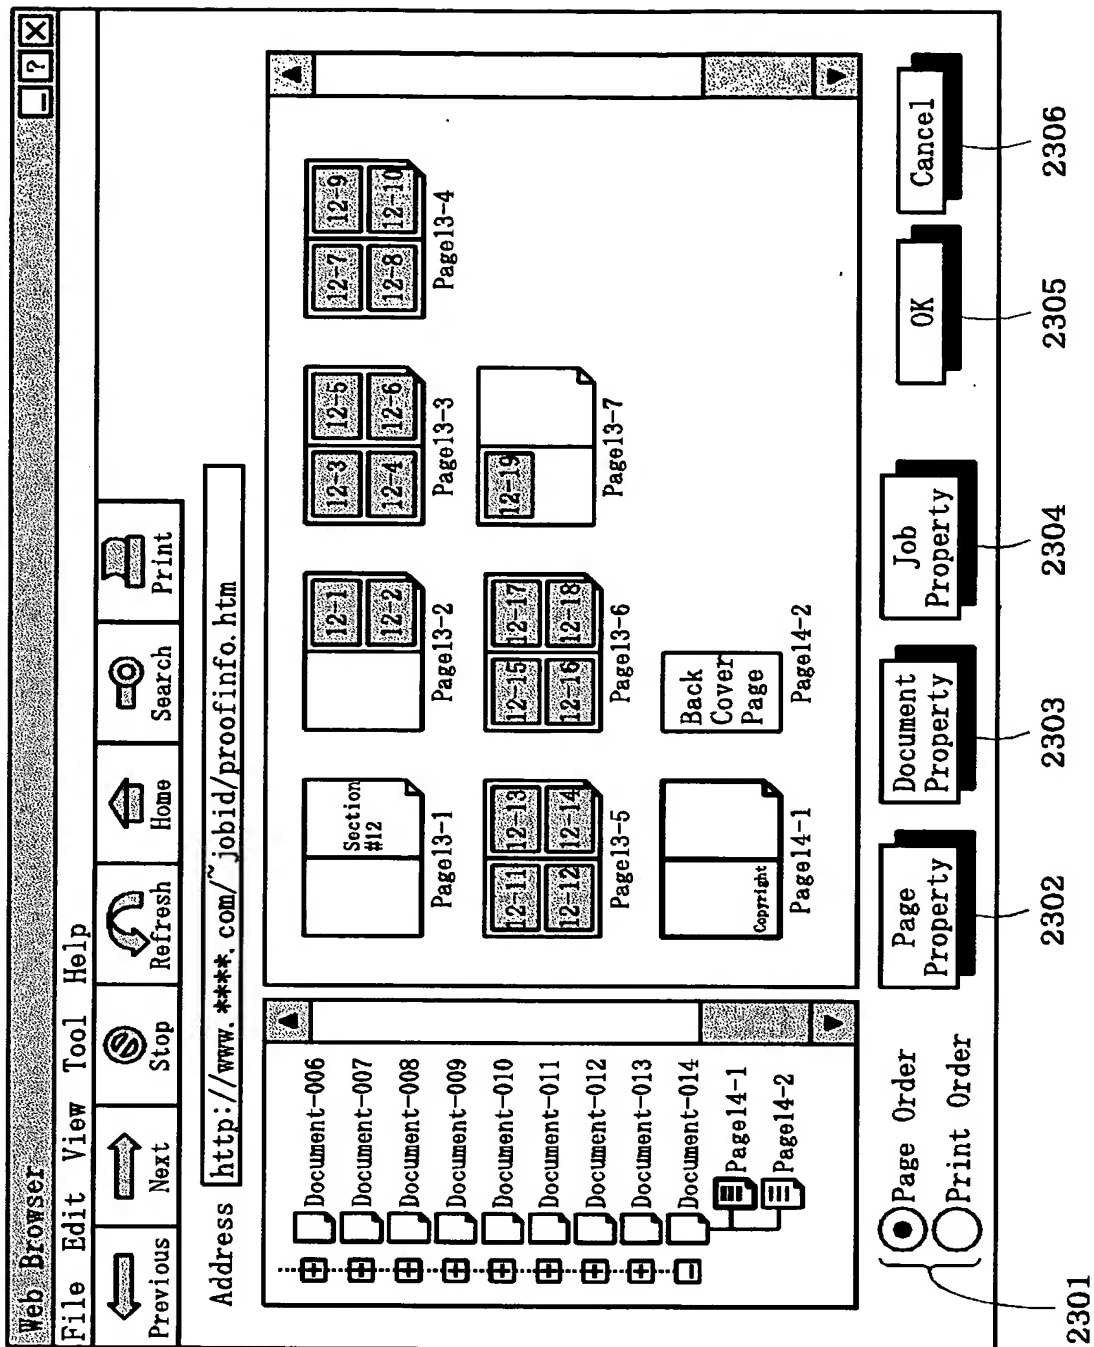 Web Browser
File Edit View Tool Help
Previous Next Stop Refresh Home Search Print
Address http://www.****.com/~jobid/proofinfo.htm
Document-006
Document-007
Document-008
Document-009
Document-010
Document-011
Document-012
Document-013
Document-014
Page14-1
Page14-2
Section
#12
Page13-1
12-1
12-2
Page13-2
12-3 12-5
12-4 12-6
Page13-3
12-7 12-9
12-8 12-10
Page13-4
12-11 12-13
12-12 12-14
Page13-5
12-15 12-17
12-16 12-18
Page13-6
12-19
Page13-7
Copyright
Page14-1
Back
Cover
Page
Page14-2
Page Order
Print Order
Page
Property
Document
Property
Job
Property
OK
Cancel
2301
2302
2303
2304
2305
2306